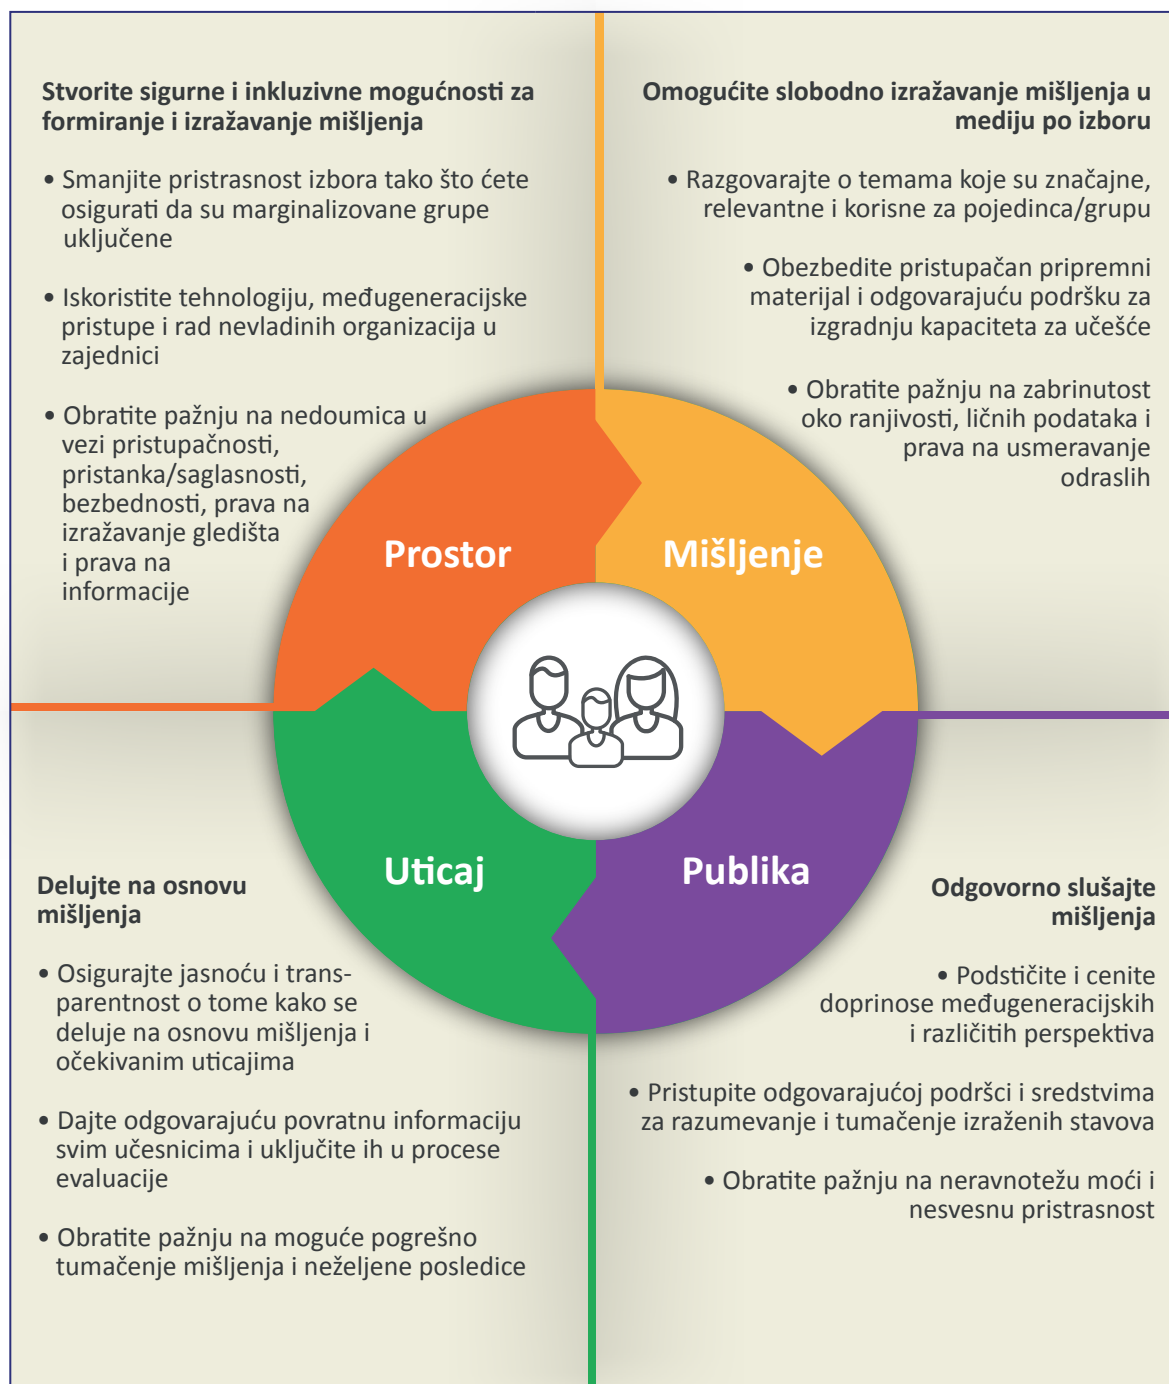 Stvorite sigurne i inkluzivne mogućnosti za
formiranje i izražavanje mišljenja
• Smanjite pristrasnost izbora tako što ćete
osigurati da su marginalizovane grupe
uključene
• Iskoristite tehnologiju, međugeneracijske
pristupe i rad nevladinih organizacija u
zajednici
• Obratite pažnju na nedoumica u
vezi pristupačnosti,
pristanka/saglasnosti,
bezbednosti, prava na
izražavanje gledišta
i prava na
informacije
Omogućite slobodno izražavanje mišljenja u
mediju po izboru
• Razgovarajte o temama koje su značajne,
relevantne i korisne za pojedinca/grupu
• Obezbedite pristupačan pripremni
materijal i odgovarajuću podršku za
izgradnju kapaciteta za učešće
• Obratite pažnju na zabrinutost
oko ranjivosti, ličnih podataka i
prava na usmeravanje
odraslih
Prostor
Mišljenje
Uticaj
Publika
Delujte na osnovu
mišljenja
• Osigurajte jasnoću i trans-
parentnost o tome kako se
deluje na osnovu mišljenja i
očekivanim uticajima
• Dajte odgovarajuću povratnu informaciju
svim učesnicima i uključite ih u procese
evaluacije
• Obratite pažnju na moguće pogrešno
tumačenje mišljenja i neželjene posledice
Odgovorno slušajte
mišljenja
• Podstičite i cenite
doprinose međugeneracijskih
i različitih perspektiva
• Pristupite odgovarajućoj podršci i sredstvima
za razumevanje i tumačenje izraženih stavova
• Obratite pažnju na neravnotežu moći i
nesvesnu pristrasnost